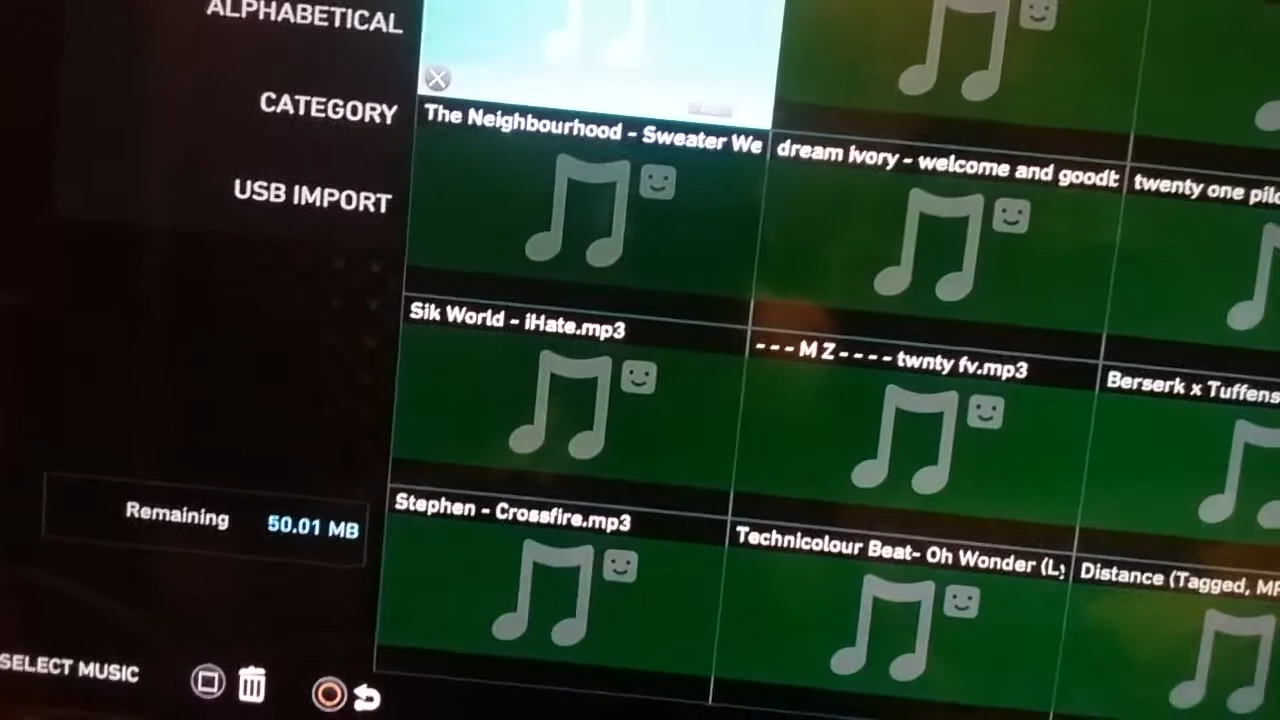 ALPHABETICAL
CATEGORY
USB IMPORT
The Neighbourhood - Sweater We
dream ivory - welcome and goodb
twenty one pilo
Sik World - iHate.mp3
- - - M Z - - - - twnty fv.mp3
Berserk x Tuffens
Stephen - Crossfire.mp3
Technicolour Beat- Oh Wonder (Ly
Distance (Tagged, MP
Remaining 50.01 MB
SELECT MUSIC